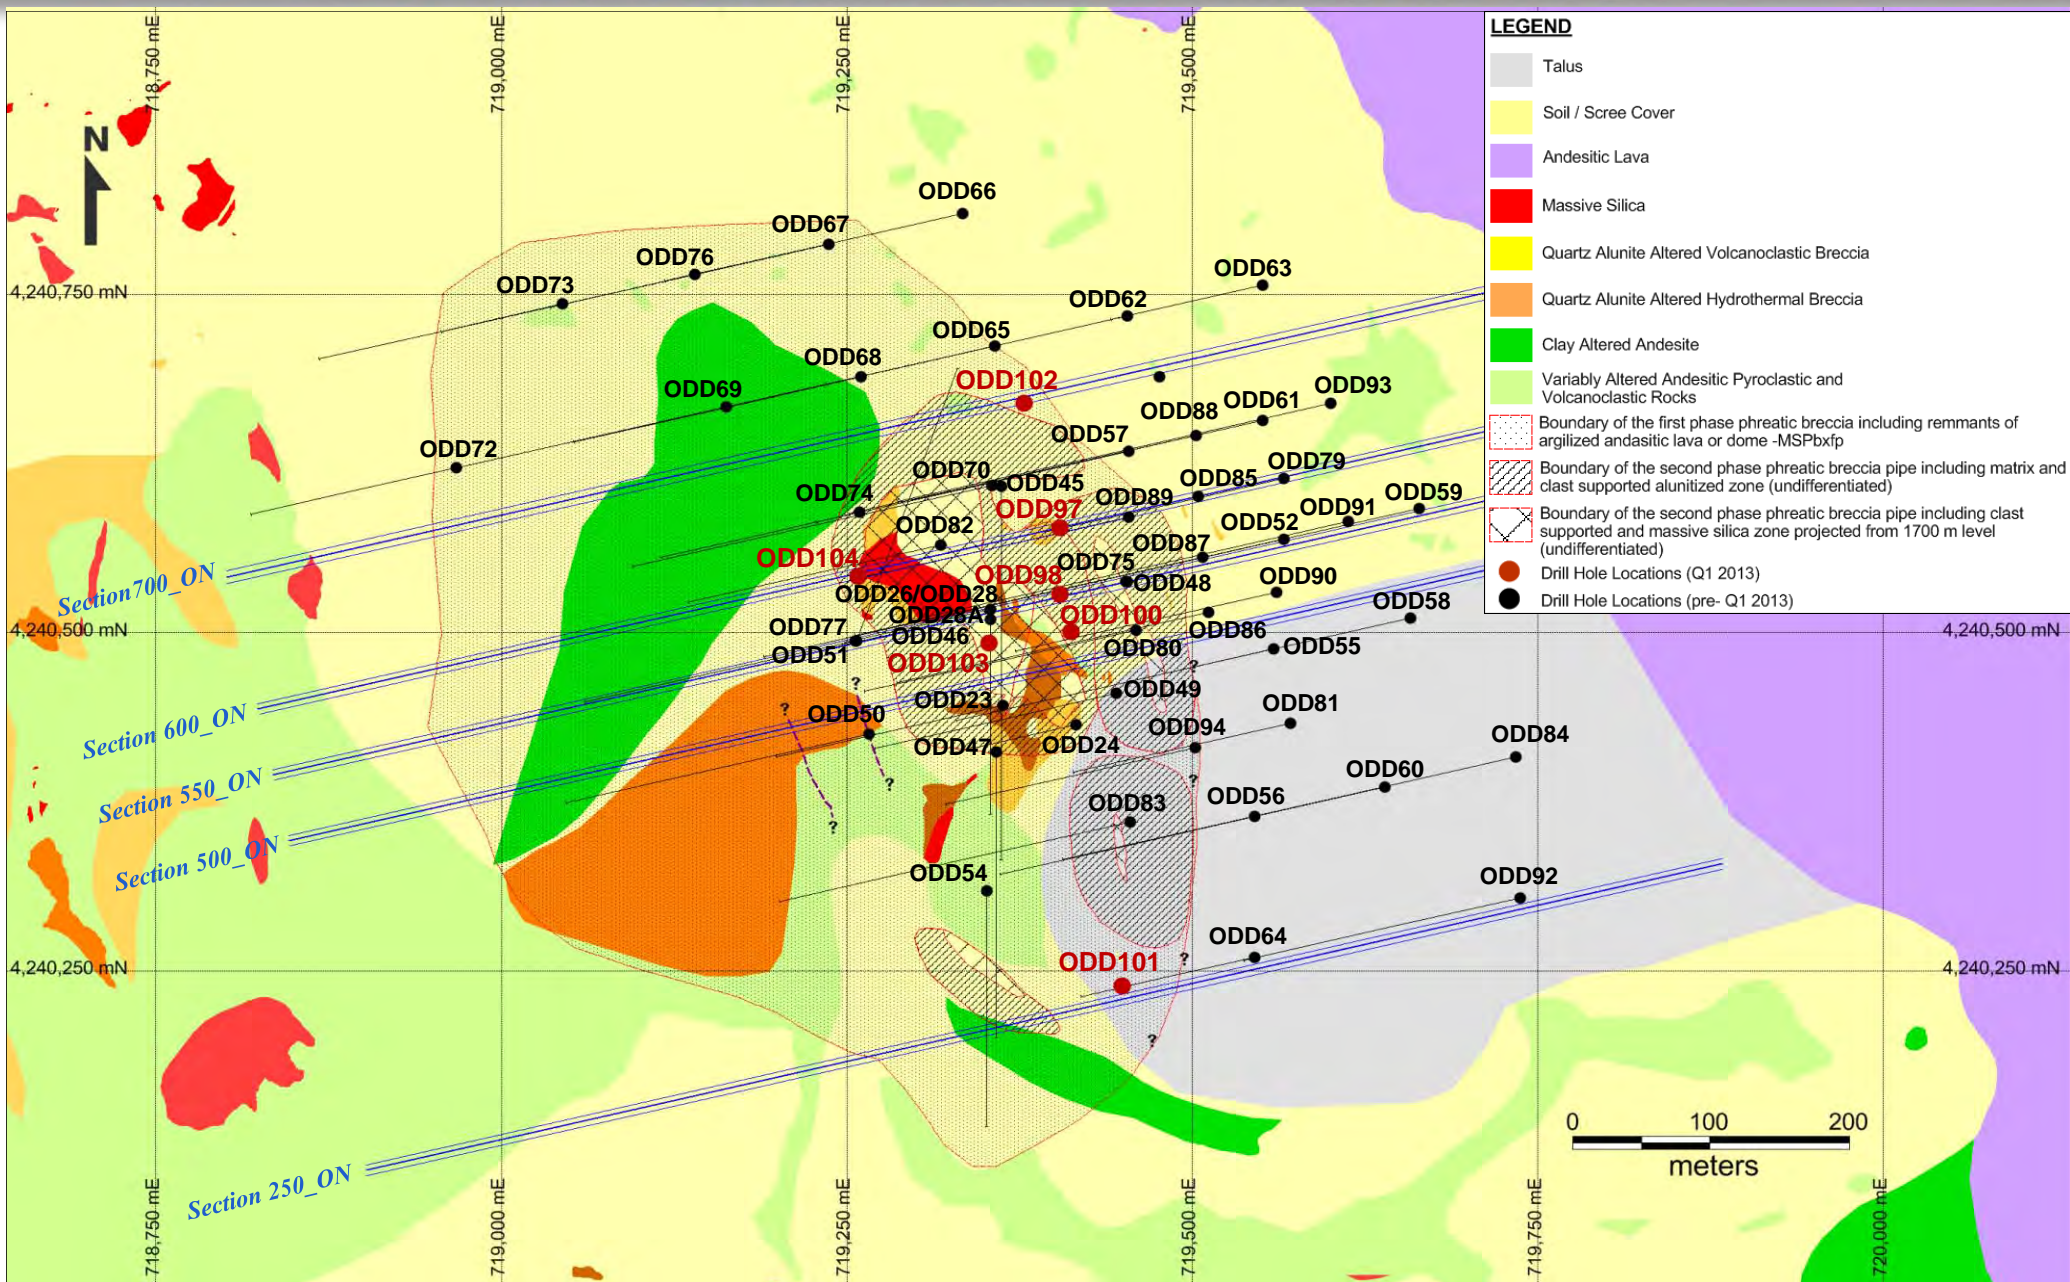 718,750 mE
719,000 mE
719,250 mE
719,500 mE
LEGEND
Talus
Soil / Scree Cover
Andesitic Lava
Massive Silica
Quartz Alunite Altered Volcanoclastic Breccia
Quartz Alunite Altered Hydrothermal Breccia
Clay Altered Andesite
Variably Altered Andesitic Pyroclastic and
Volcanoclastic Rocks
Boundary of the first phase phreatic breccia including remnants of
argilized andasitic lava or dome -MSPbxfp
Boundary of the second phase phreatic breccia pipe including matrix and
clast supported alunitized zone (undifferentiated)
Boundary of the second phase phreatic breccia pipe including clast
supported and massive silica zone projected from 1700 m level
(undifferentiated)
Drill Hole Locations (Q1 2013)
Drill Hole Locations (pre- Q1 2013)
N
ODD66
ODD67
ODD76
ODD73
4,240,750 mN
ODD63
ODD62
ODD65
ODD68
ODD102
ODD69
ODD93
ODD61
ODD88
ODD57
ODD72
ODD70
ODD45
ODD79
ODD85
ODD74
ODD89
ODD59
ODD97
ODD91
ODD82
ODD52
ODD87
ODD104
ODD75
ODD98
ODD48
ODD90
Section700_ON
ODD26/ODD28
ODD58
ODD28A
ODD100
ODD77
ODD46
ODD86
4,240,500 mN
4,240,500 mN
ODD51
ODD103
ODD80
ODD55
?
?
ODD49
ODD23
ODD81
?
ODD50
Section 600_ON
ODD94
ODD84
ODD47
ODD24
ODD60
?
?
Section 550_ON
ODD56
ODD83
?
Section 500_ON
ODD54
ODD92
ODD64
?
ODD101
4,240,250 mN
4,240,250 mN
?
Section 250_ON
0 100 200
meters
718,750 mE
719,000 mE
719,250 mE
719,500 mE
719,750 mE
720,000 mE